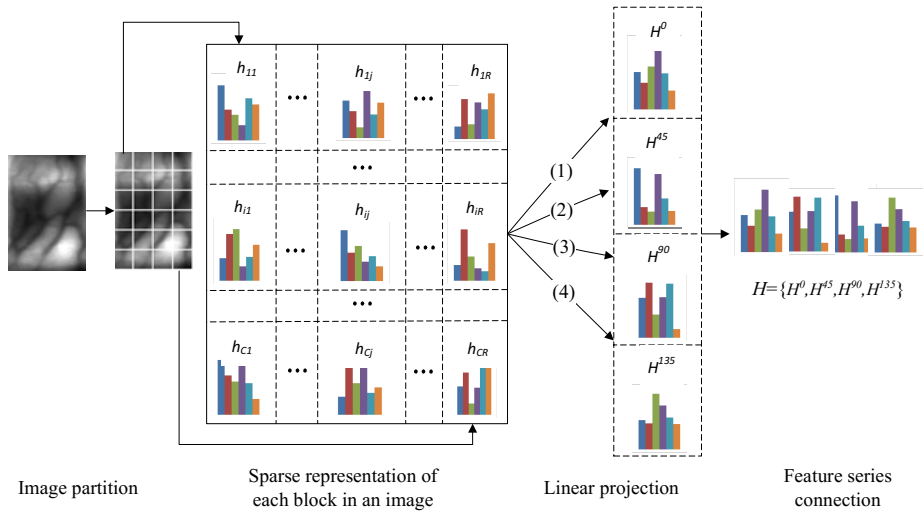 h11 ... h1j ... h1R
...
hi1 ... hij ... hiR
...
hC1 ... hCj ... hCR
(1)
(2)
(3)
(4)
H0
H45
H90
H135
H={H0,H45,H90,H135}
Image partition
Sparse representation of
each block in an image
Linear projection
Feature series
connection